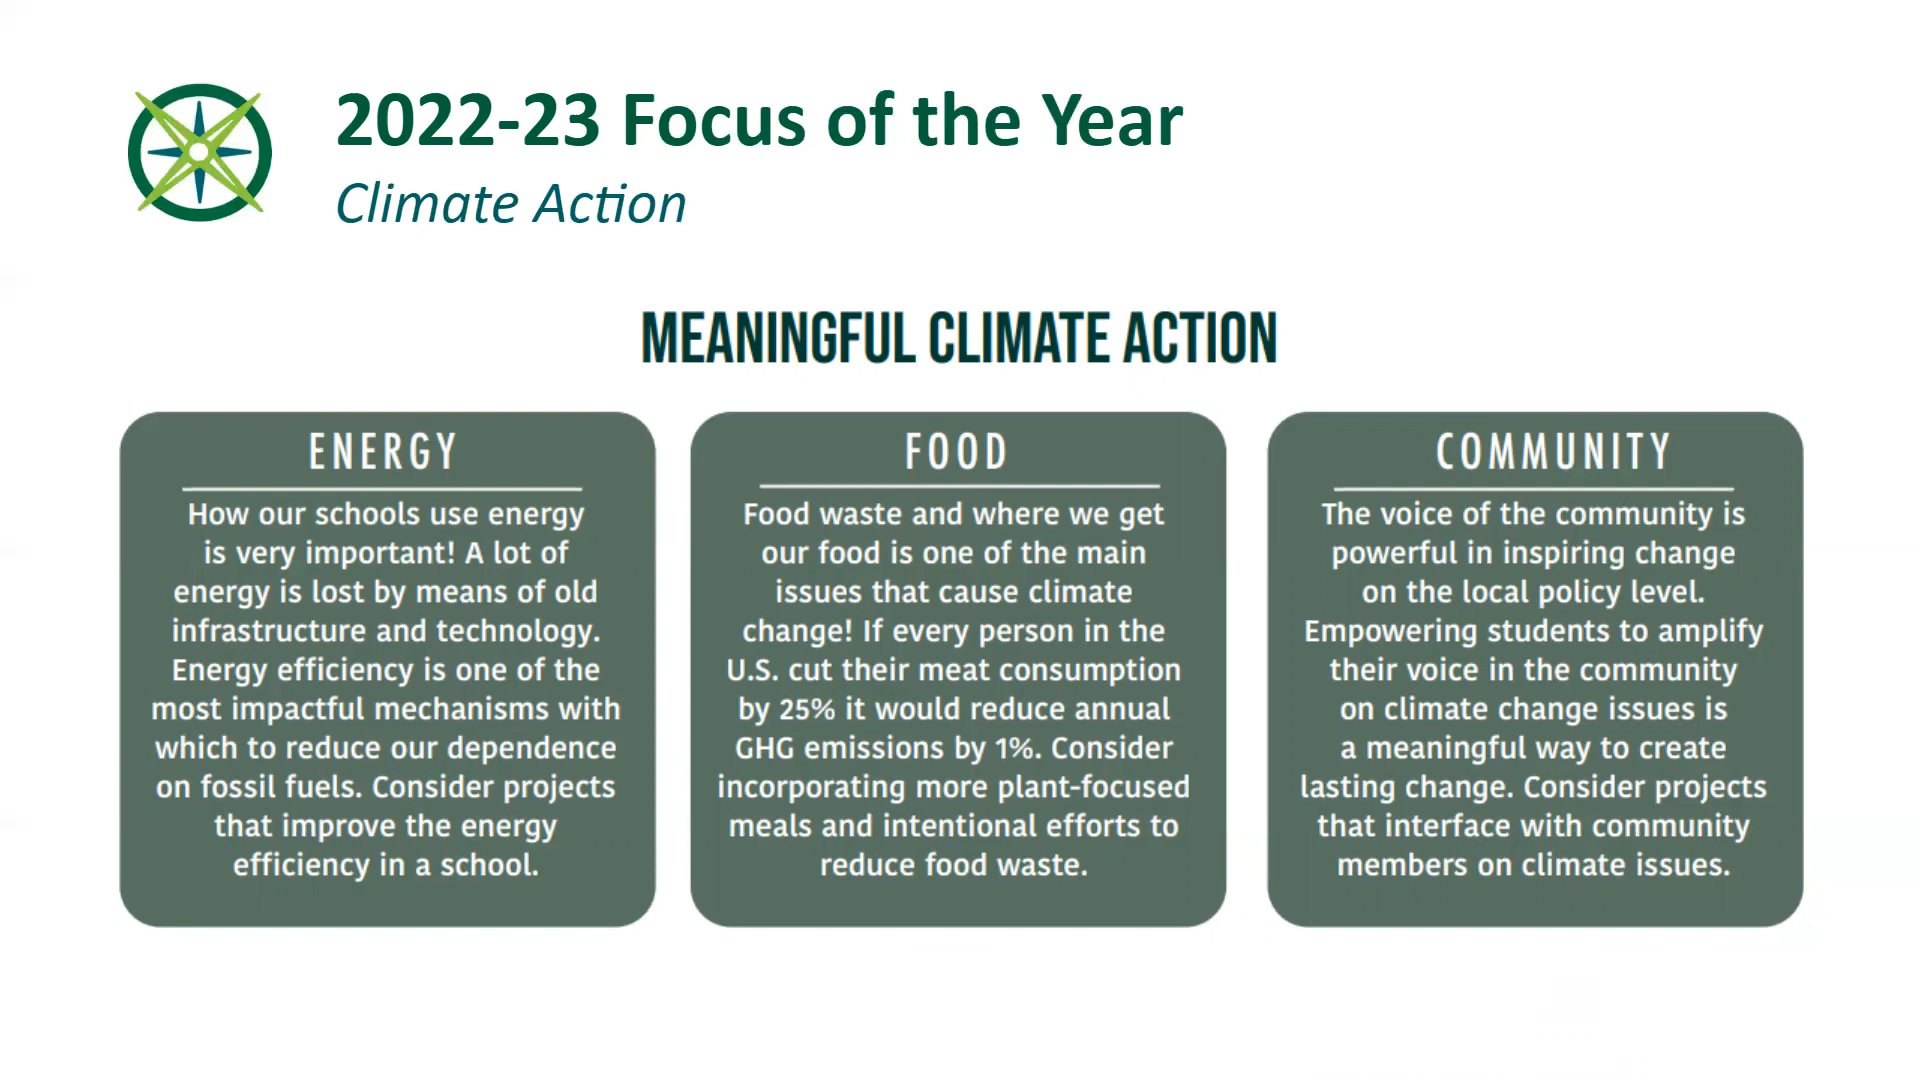 2022-23 Focus of the Year
Climate Action
MEANINGFUL CLIMATE ACTION
ENERGY
How our schools use energy
is very important! A lot of
energy is lost by means of old
infrastructure and technology.
Energy efficiency is one of the
most impactful mechanisms with
which to reduce our dependence
on fossil fuels. Consider projects
that improve the energy
efficiency in a school.
FOOD
Food waste and where we get
our food is one of the main
issues that cause climate
change! If every person in the
U.S. cut their meat consumption
by 25% it would reduce annual
GHG emissions by 1%. Consider
incorporating more plant-focused
meals and intentional efforts to
reduce food waste.
COMMUNITY
The voice of the community is
powerful in inspiring change
on the local policy level.
Empowering students to amplify
their voice in the community
on climate change issues is
a meaningful way to create
lasting change. Consider projects
that interface with community
members on climate issues.